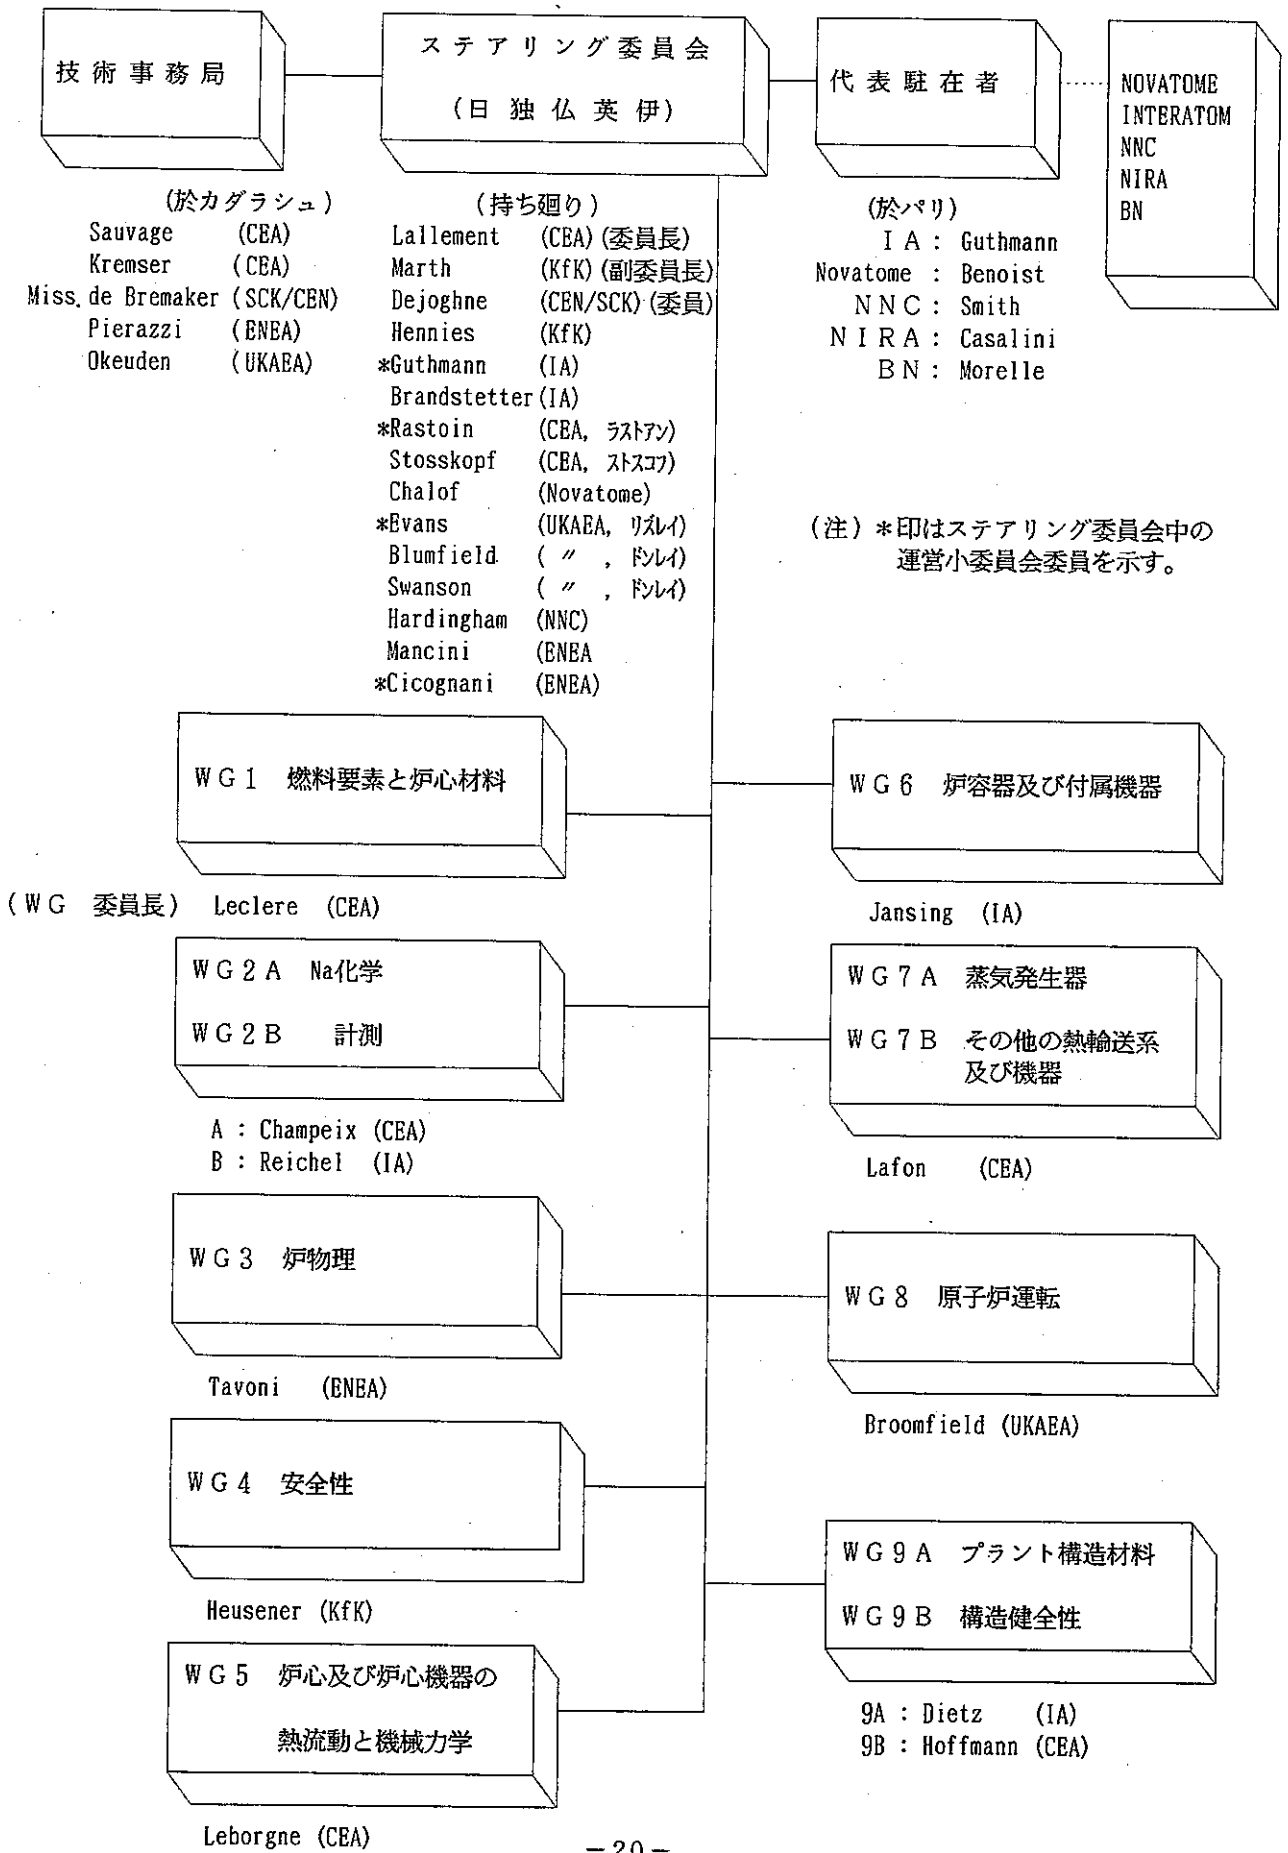 技術事務局
(於カダラシュ)
Sauvage (CEA)
Kremser (CEA)
Miss. de Bremaker (SCK/CEN)
Pierazzi (ENEA)
Okeuden (UKAEA)
ステアリング委員会
(日独仏英伊)
(持ち廻り)
Lallement (CEA) (委員長)
Marth (KfK) (副委員長)
Dejoghne (CEN/SCK) (委員)
Hennies (KfK)
*Guthmann (IA)
Brandstetter (IA)
*Rastoin (CEA, ラストアン)
Stosskopf (CEA, ストスコフ)
Chalof (Novatome)
*Evans (UKAEA, リズレイ)
Blumfield ( 〃 , ドンレイ)
Swanson ( 〃 , ドンレイ)
Hardingham (NNC)
Mancini (ENEA
*Cicognani (ENEA)
代表駐在者
(於パリ)
IA: Guthmann
Novatome : Benoist
NNC: Smith
NIRA: Casalini
BN: Morelle
NOVATOME
INTERATOM
NNC
NIRA
BN
(注) *印はステアリング委員会中の
運営小委員会委員を示す。
WG1 燃料要素と炉心材料
(WG 委員長) Leclere (CEA)
WG2A Na化学
WG2B 計測
A : Champeix (CEA)
B : Reichel (IA)
WG3 炉物理
Tavoni (ENEA)
WG4 安全性
Heusener (KfK)
WG5 炉心及び炉心機器の
熱流動と機械力学
Leborgne (CEA)
WG6 炉容器及び付属機器
Jansing (IA)
WG7A 蒸気発生器
WG7B その他の熱輸送系
及び機器
Lafon (CEA)
WG8 原子炉運転
Broomfield (UKAEA)
WG9A プラント構造材料
WG9B 構造健全性
9A : Dietz (IA)
9B : Hoffmann (CEA)
-20-